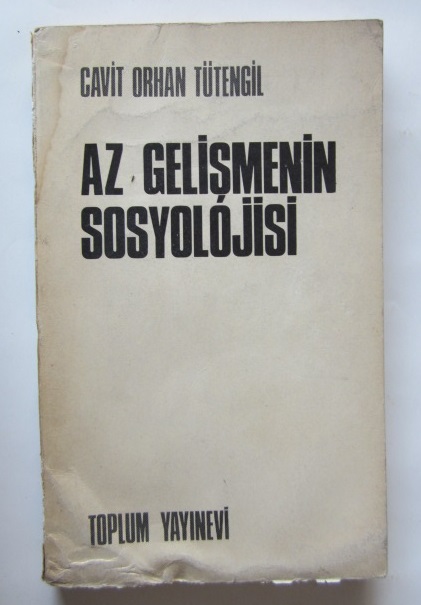 CAVİT ORHAN TÜTENGİL
AZ GELİŞMENİN
SOSYOLOJİSİ
TOPLUM YAYINEVİ